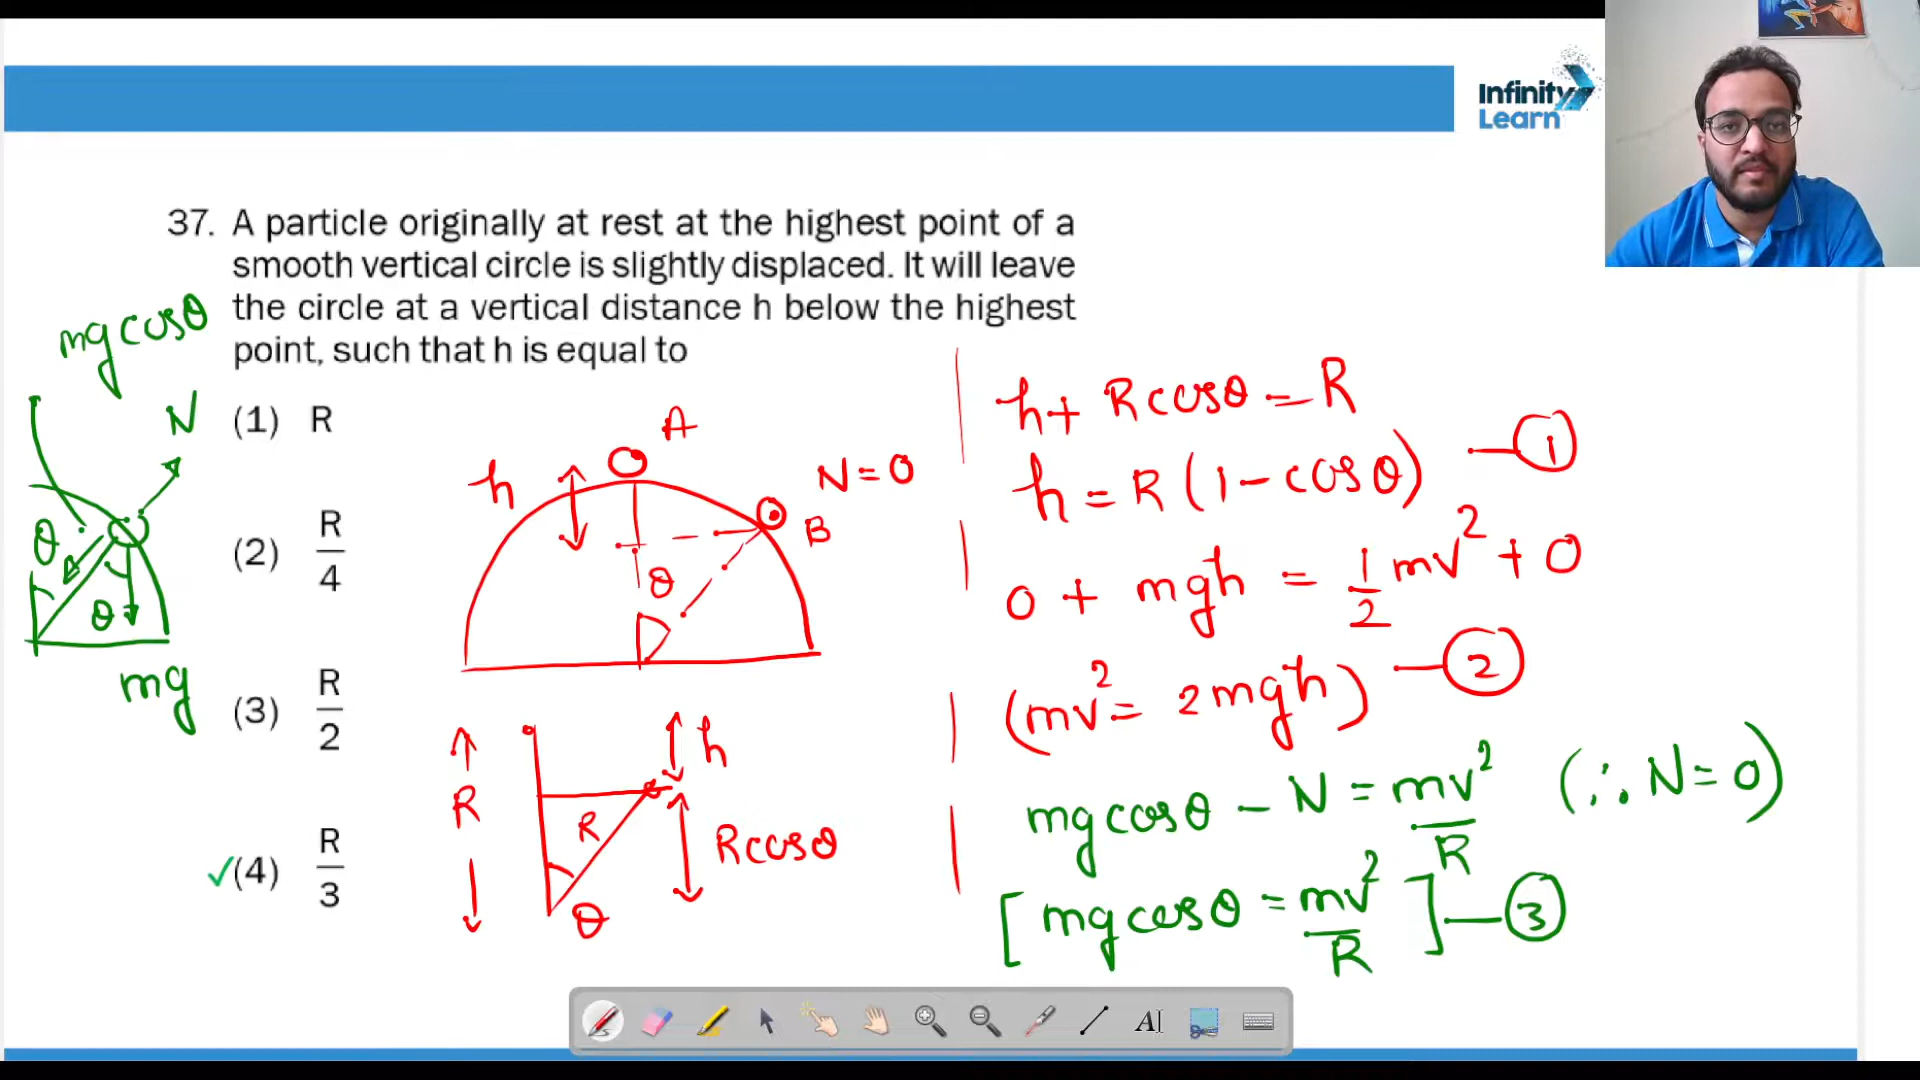 Infinity
Learn
37. A particle originally at rest at the highest point of a
smooth vertical circle is slightly displaced. It will leave
the circle at a vertical distance h below the highest
point, such that h is equal to
(1) R
(2) R/4
(3) R/2
✓(4) R/3
mg cosθ
N
θ
θ
mg
A
h
N = 0
B
θ
R
h
R
R cosθ
θ
h + R cosθ = R
h = R (1 - cosθ) — ①
0 + mgh = 1/2 mv² + 0
(mv² = 2mgh) — ②
mg cosθ - N = mv²/R (∴ N = 0)
[mg cosθ = mv²/R] — ③
A